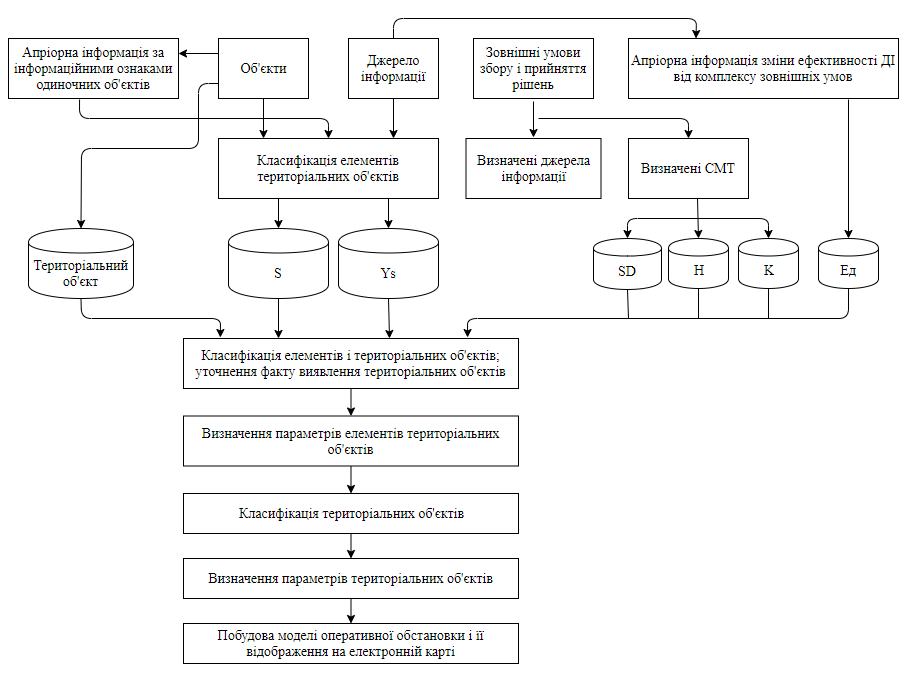 Апріорна інформація за
інформаційними ознаками
одиночних об'єктів
Об'єкти
Джерело
інформації
Зовнішні умови
збору і прийняття
рішень
Апріорна інформація зміни ефективності ДІ
від комплексу зовнішніх умов
Класифікація елементів
територіальних об'єктів
Визначені джерела
інформації
Визначені СМТ
Територіальний
об'єкт
S
Ys
SD
H
K
Eд
Класифікація елементів і територіальних об'єктів;
уточнення факту виявлення територіальних об'єктів
Визначення параметрів елементів територіальних
об'єктів
Класифікація територіальних об'єктів
Визначення параметрів територіальних об'єктів
Побудова моделі оперативної обстановки і її
відображення на електронній карті